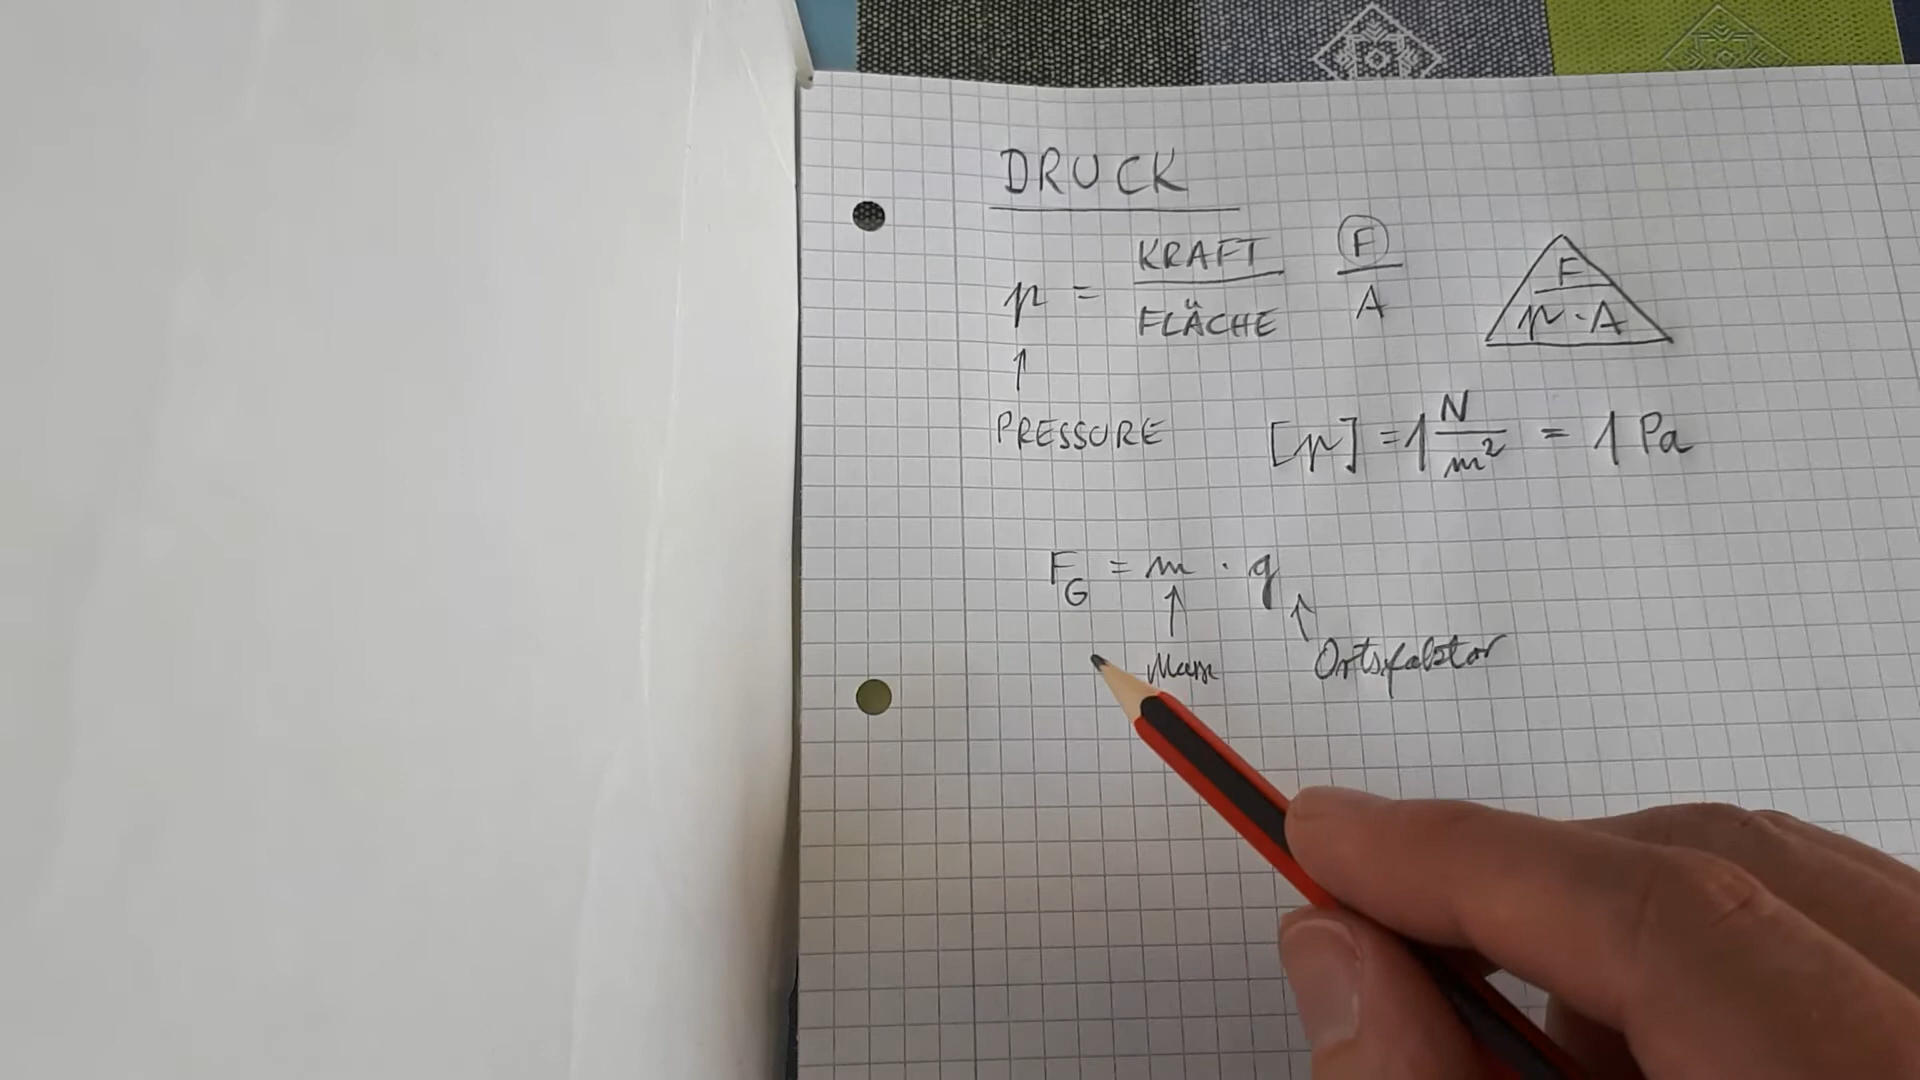 DRUCK
p = KRAFT / FLÄCHE F / A
F / p · A
↑
PRESSURE [p] = 1 N / m² = 1 Pa
F_G = m · g
↑ ↑
Masse Ortsfaktor